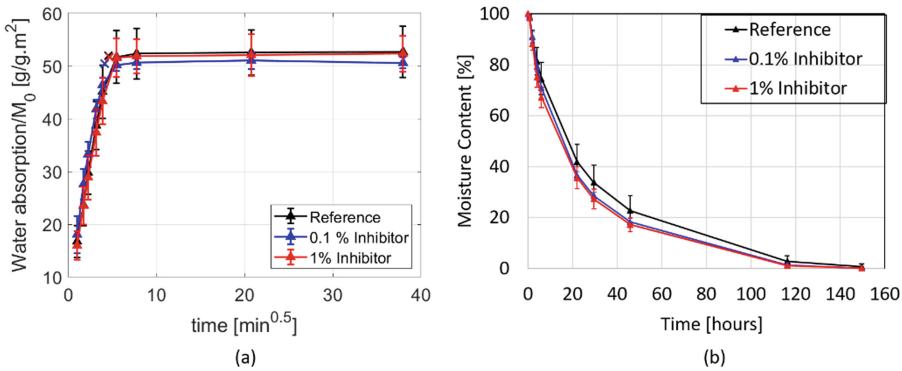 Water absorption/M0 [g/g.m2]
60
50
40
30
20
10
0
10
20
30
40
time [min0.5]
Reference
0.1 % Inhibitor
1% Inhibitor
(a)
Moisture Content [%]
100
80
60
40
20
0
0
20
40
60
80
100
120
140
160
Time [hours]
Reference
0.1% Inhibitor
1% Inhibitor
(b)